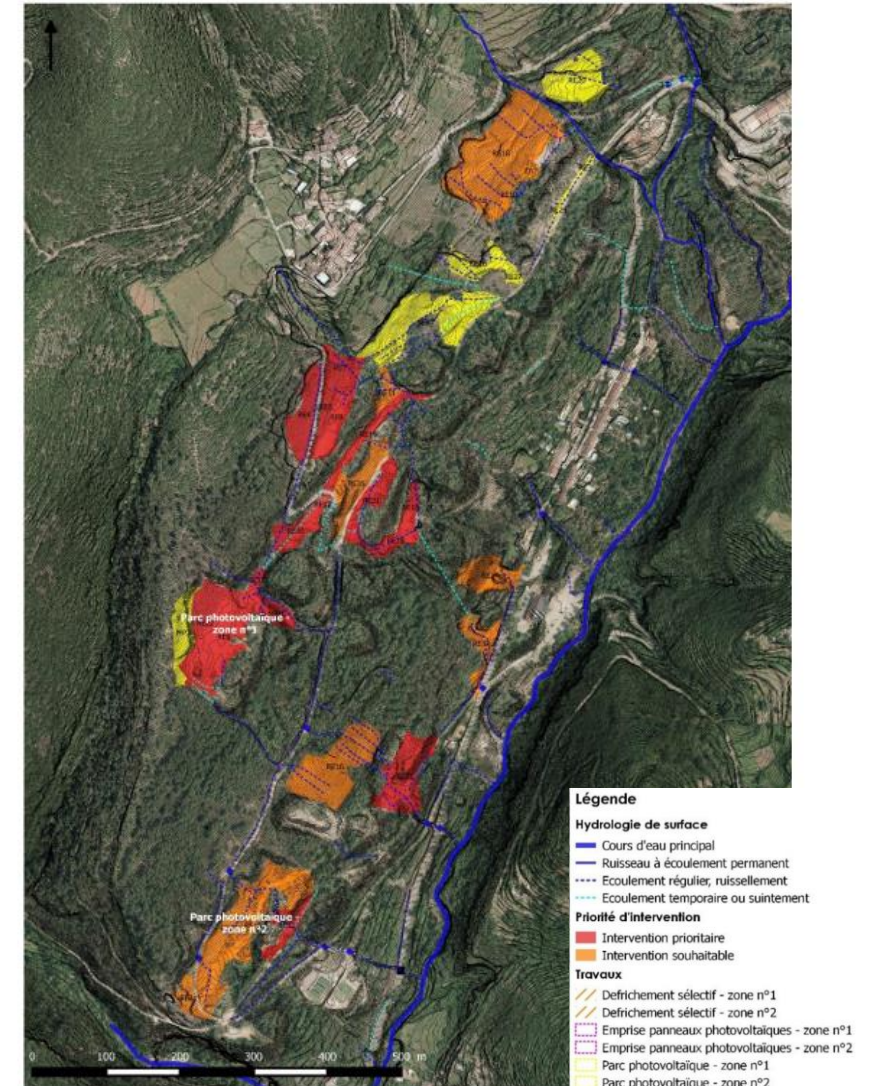 Parc photovoltaïque -
zone n°1
Parc photovoltaïque -
zone n°2
0 100 200 300 400 500 m
Légende
Hydrologie de surface
Cours d'eau principal
Ruisseau à écoulement permanent
Ecoulement régulier, ruissellement
Ecoulement temporaire ou suintement
Priorité d'intervention
Intervention prioritaire
Intervention souhaitable
Travaux
Defrichement sélectif - zone n°1
Defrichement sélectif - zone n°2
Emprise panneaux photovoltaïques - zone n°1
Emprise panneaux photovoltaïques - zone n°2
Parc photovoltaïque - zone n°1
Parc photovoltaïque - zone n°2